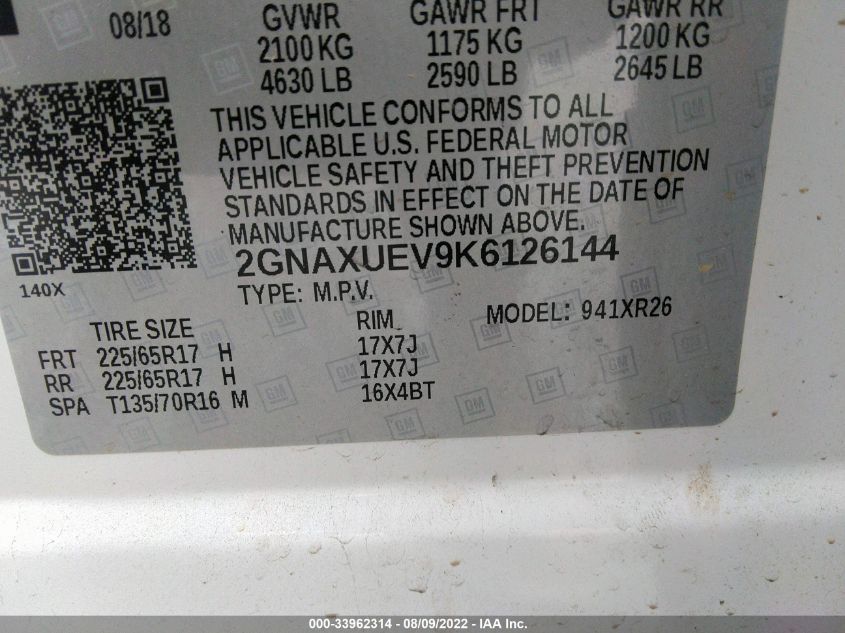 08/18 GVWR GAWR FRT GAWR RR
2100 KG 1175 KG 1200 KG
4630 LB 2590 LB 2645 LB
THIS VEHICLE CONFORMS TO ALL
APPLICABLE U.S. FEDERAL MOTOR
VEHICLE SAFETY AND THEFT PREVENTION
STANDARDS IN EFFECT ON THE DATE OF
MANUFACTURE SHOWN ABOVE.
2GNAXUEV9K6126144
140X TYPE: M.P.V. MODEL: 941XR26
TIRE SIZE RIM
FRT 225/65R17 H 17X7J
RR 225/65R17 H 17X7J
SPA T135/70R16 M 16X4BT
000-33962314 - 08/09/2022 - IAA Inc.